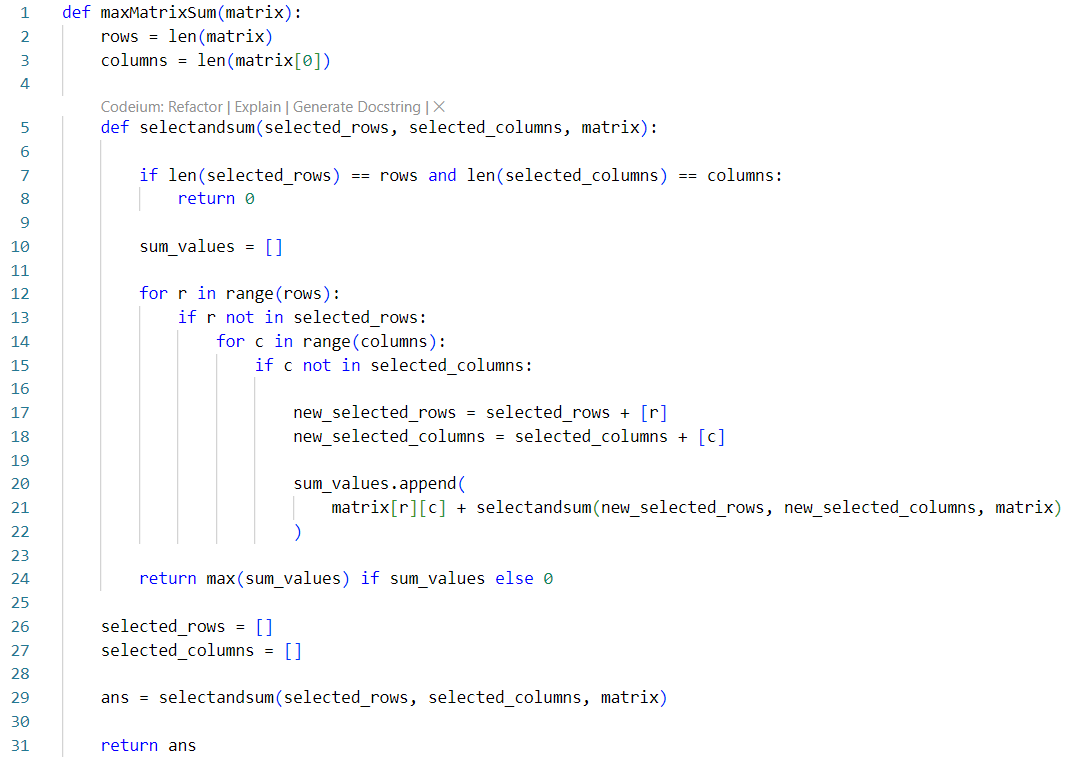 1 def maxMatrixSum(matrix):
2     rows = len(matrix)
3     columns = len(matrix[0])
4
Codeium: Refactor | Explain | Generate Docstring | ×
5     def selectandsum(selected_rows, selected_columns, matrix):
6
7         if len(selected_rows) == rows and len(selected_columns) == columns:
8             return 0
9
10         sum_values = []
11
12         for r in range(rows):
13             if r not in selected_rows:
14                 for c in range(columns):
15                     if c not in selected_columns:
16
17                         new_selected_rows = selected_rows + [r]
18                         new_selected_columns = selected_columns + [c]
19
20                         sum_values.append(
21                             matrix[r][c] + selectandsum(new_selected_rows, new_selected_columns, matrix)
22                         )
23
24         return max(sum_values) if sum_values else 0
25
26     selected_rows = []
27     selected_columns = []
28
29     ans = selectandsum(selected_rows, selected_columns, matrix)
30
31     return ans